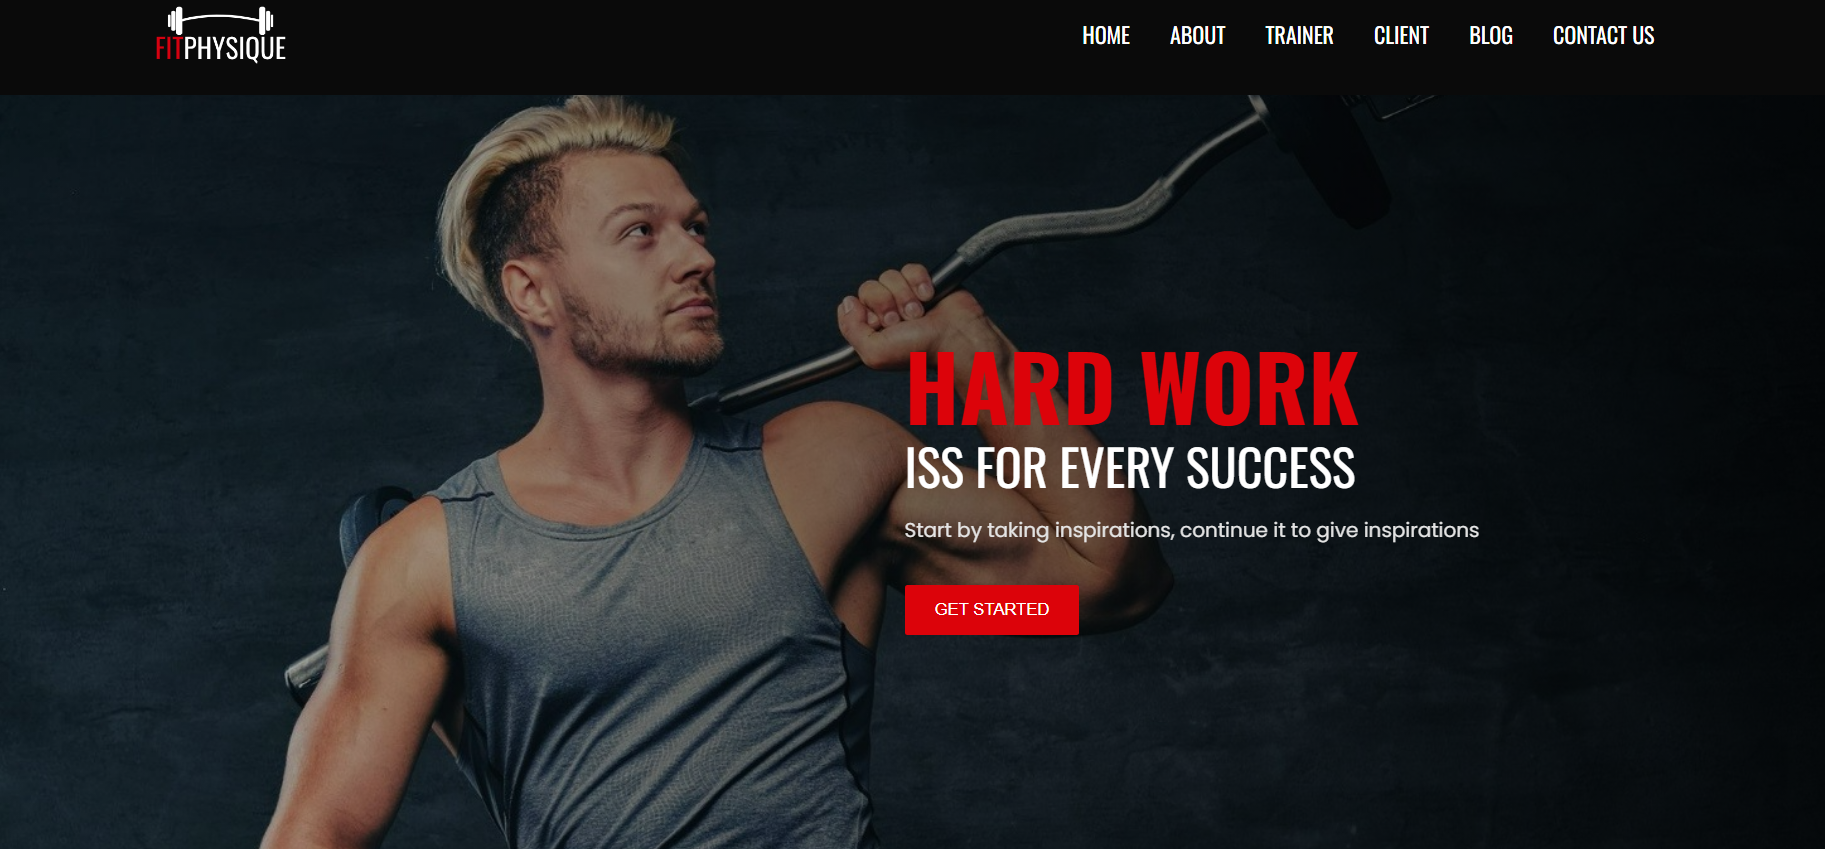 FITPHYSIQUE
HOME ABOUT TRAINER CLIENT BLOG CONTACT US
HARD WORK
ISS FOR EVERY SUCCESS
Start by taking inspirations, continue it to give inspirations
GET STARTED